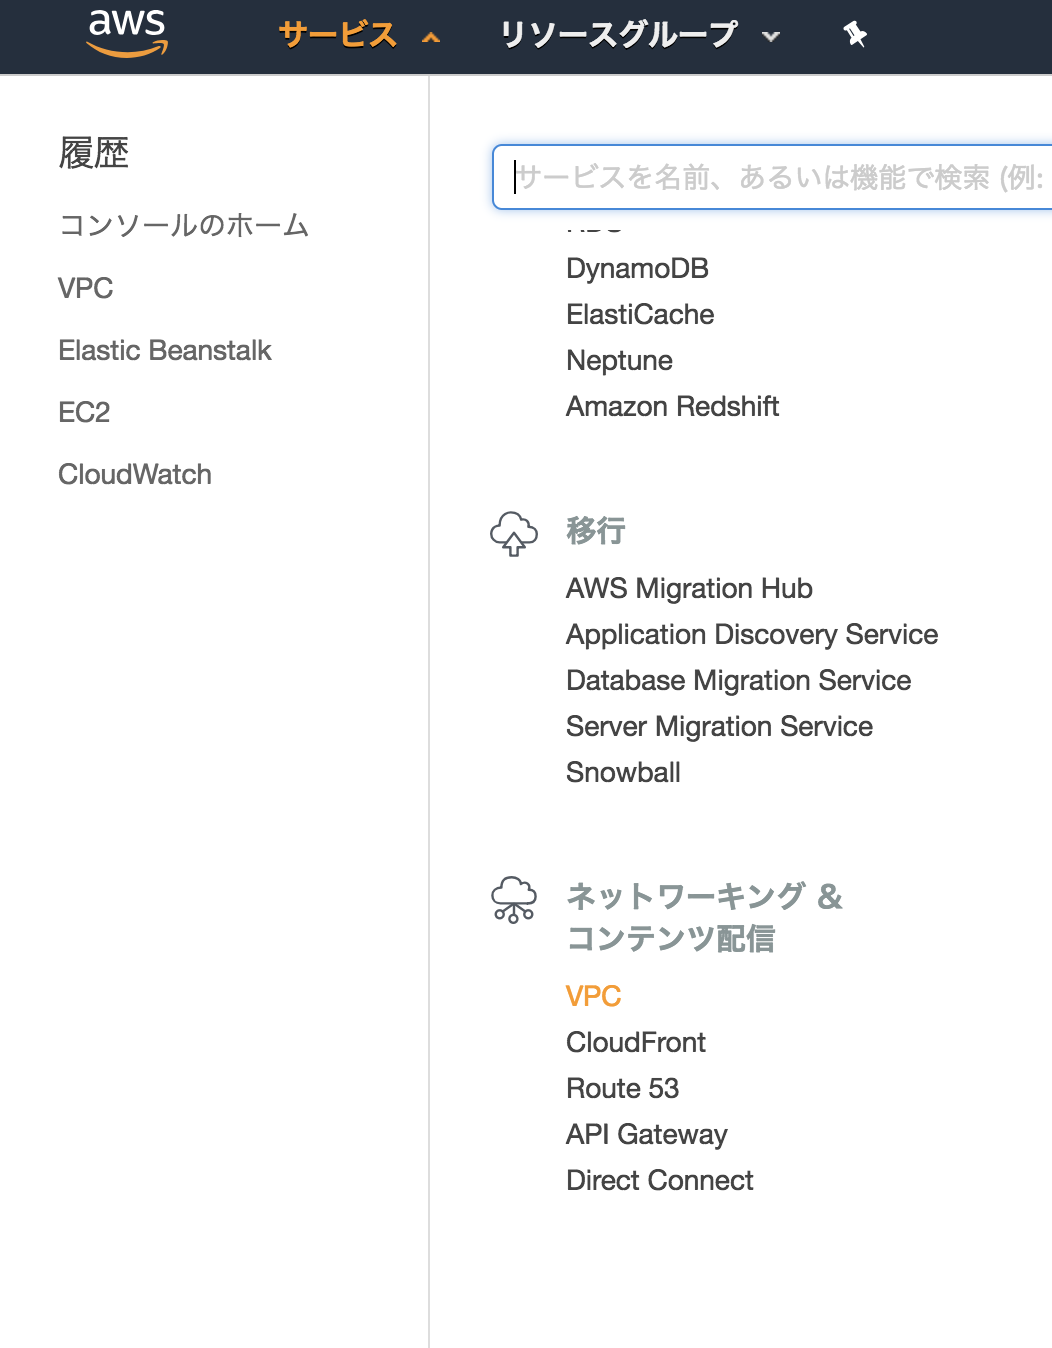 aws
サービス
リソースグループ
履歴
コンソールのホーム
VPC
Elastic Beanstalk
EC2
CloudWatch
サービスを名前、あるいは機能で検索 (例:
DynamoDB
ElastiCache
Neptune
Amazon Redshift
移行
AWS Migration Hub
Application Discovery Service
Database Migration Service
Server Migration Service
Snowball
ネットワーキング &
コンテンツ配信
VPC
CloudFront
Route 53
API Gateway
Direct Connect